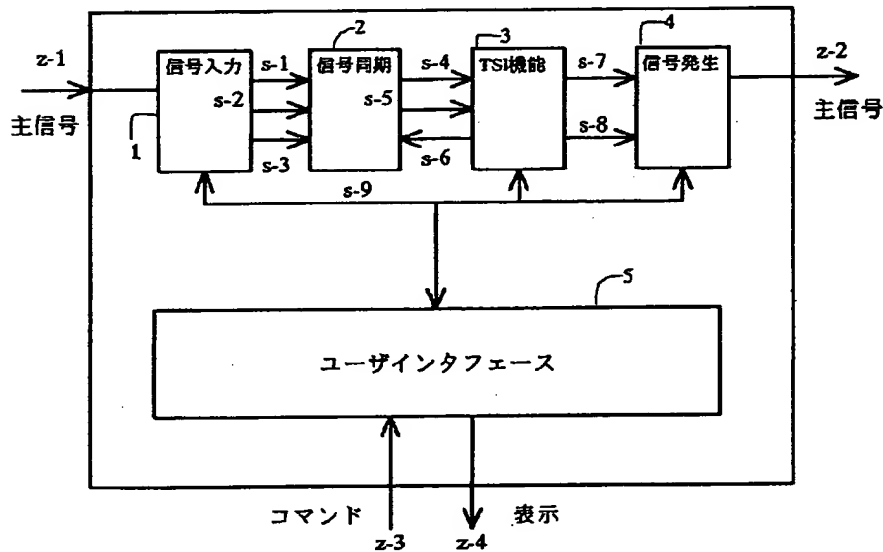 z-1
主信号
1
信号入力
s-1
s-2
s-3
2
信号同期
s-4
s-5
s-6
3
TSI機能
s-7
s-8
4
信号発生
z-2
主信号
s-9
5
ユーザインタフェース
コマンド
z-3
z-4
表示